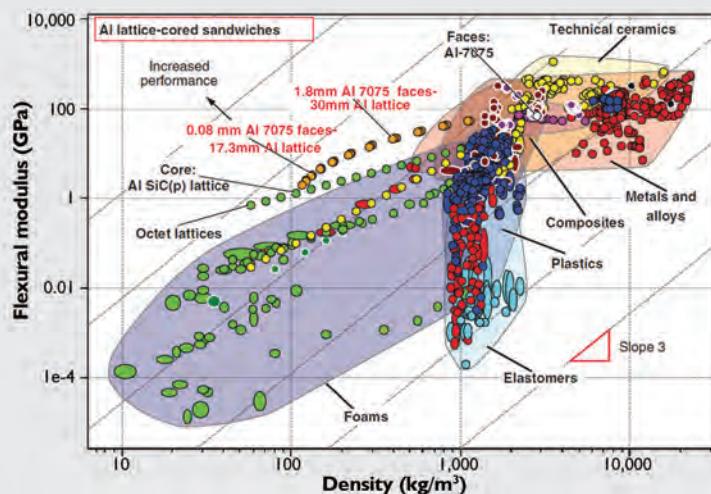 Al lattice-cored sandwiches
10,000
Technical ceramics
Faces:
Al-7075
Increased
performance
1.8mm Al 7075 faces-
30mm Al lattice
100
0.08 mm Al 7075 faces-
17.3mm Al lattice
Flexural modulus (GPa)
Core:
Al SiC(p) lattice
Metals and
alloys
1
Composites
Octet lattices
Plastics
0.01
Slope 3
1e-4
Elastomers
Foams
10
100
1,000
10,000
Density (kg/m³)